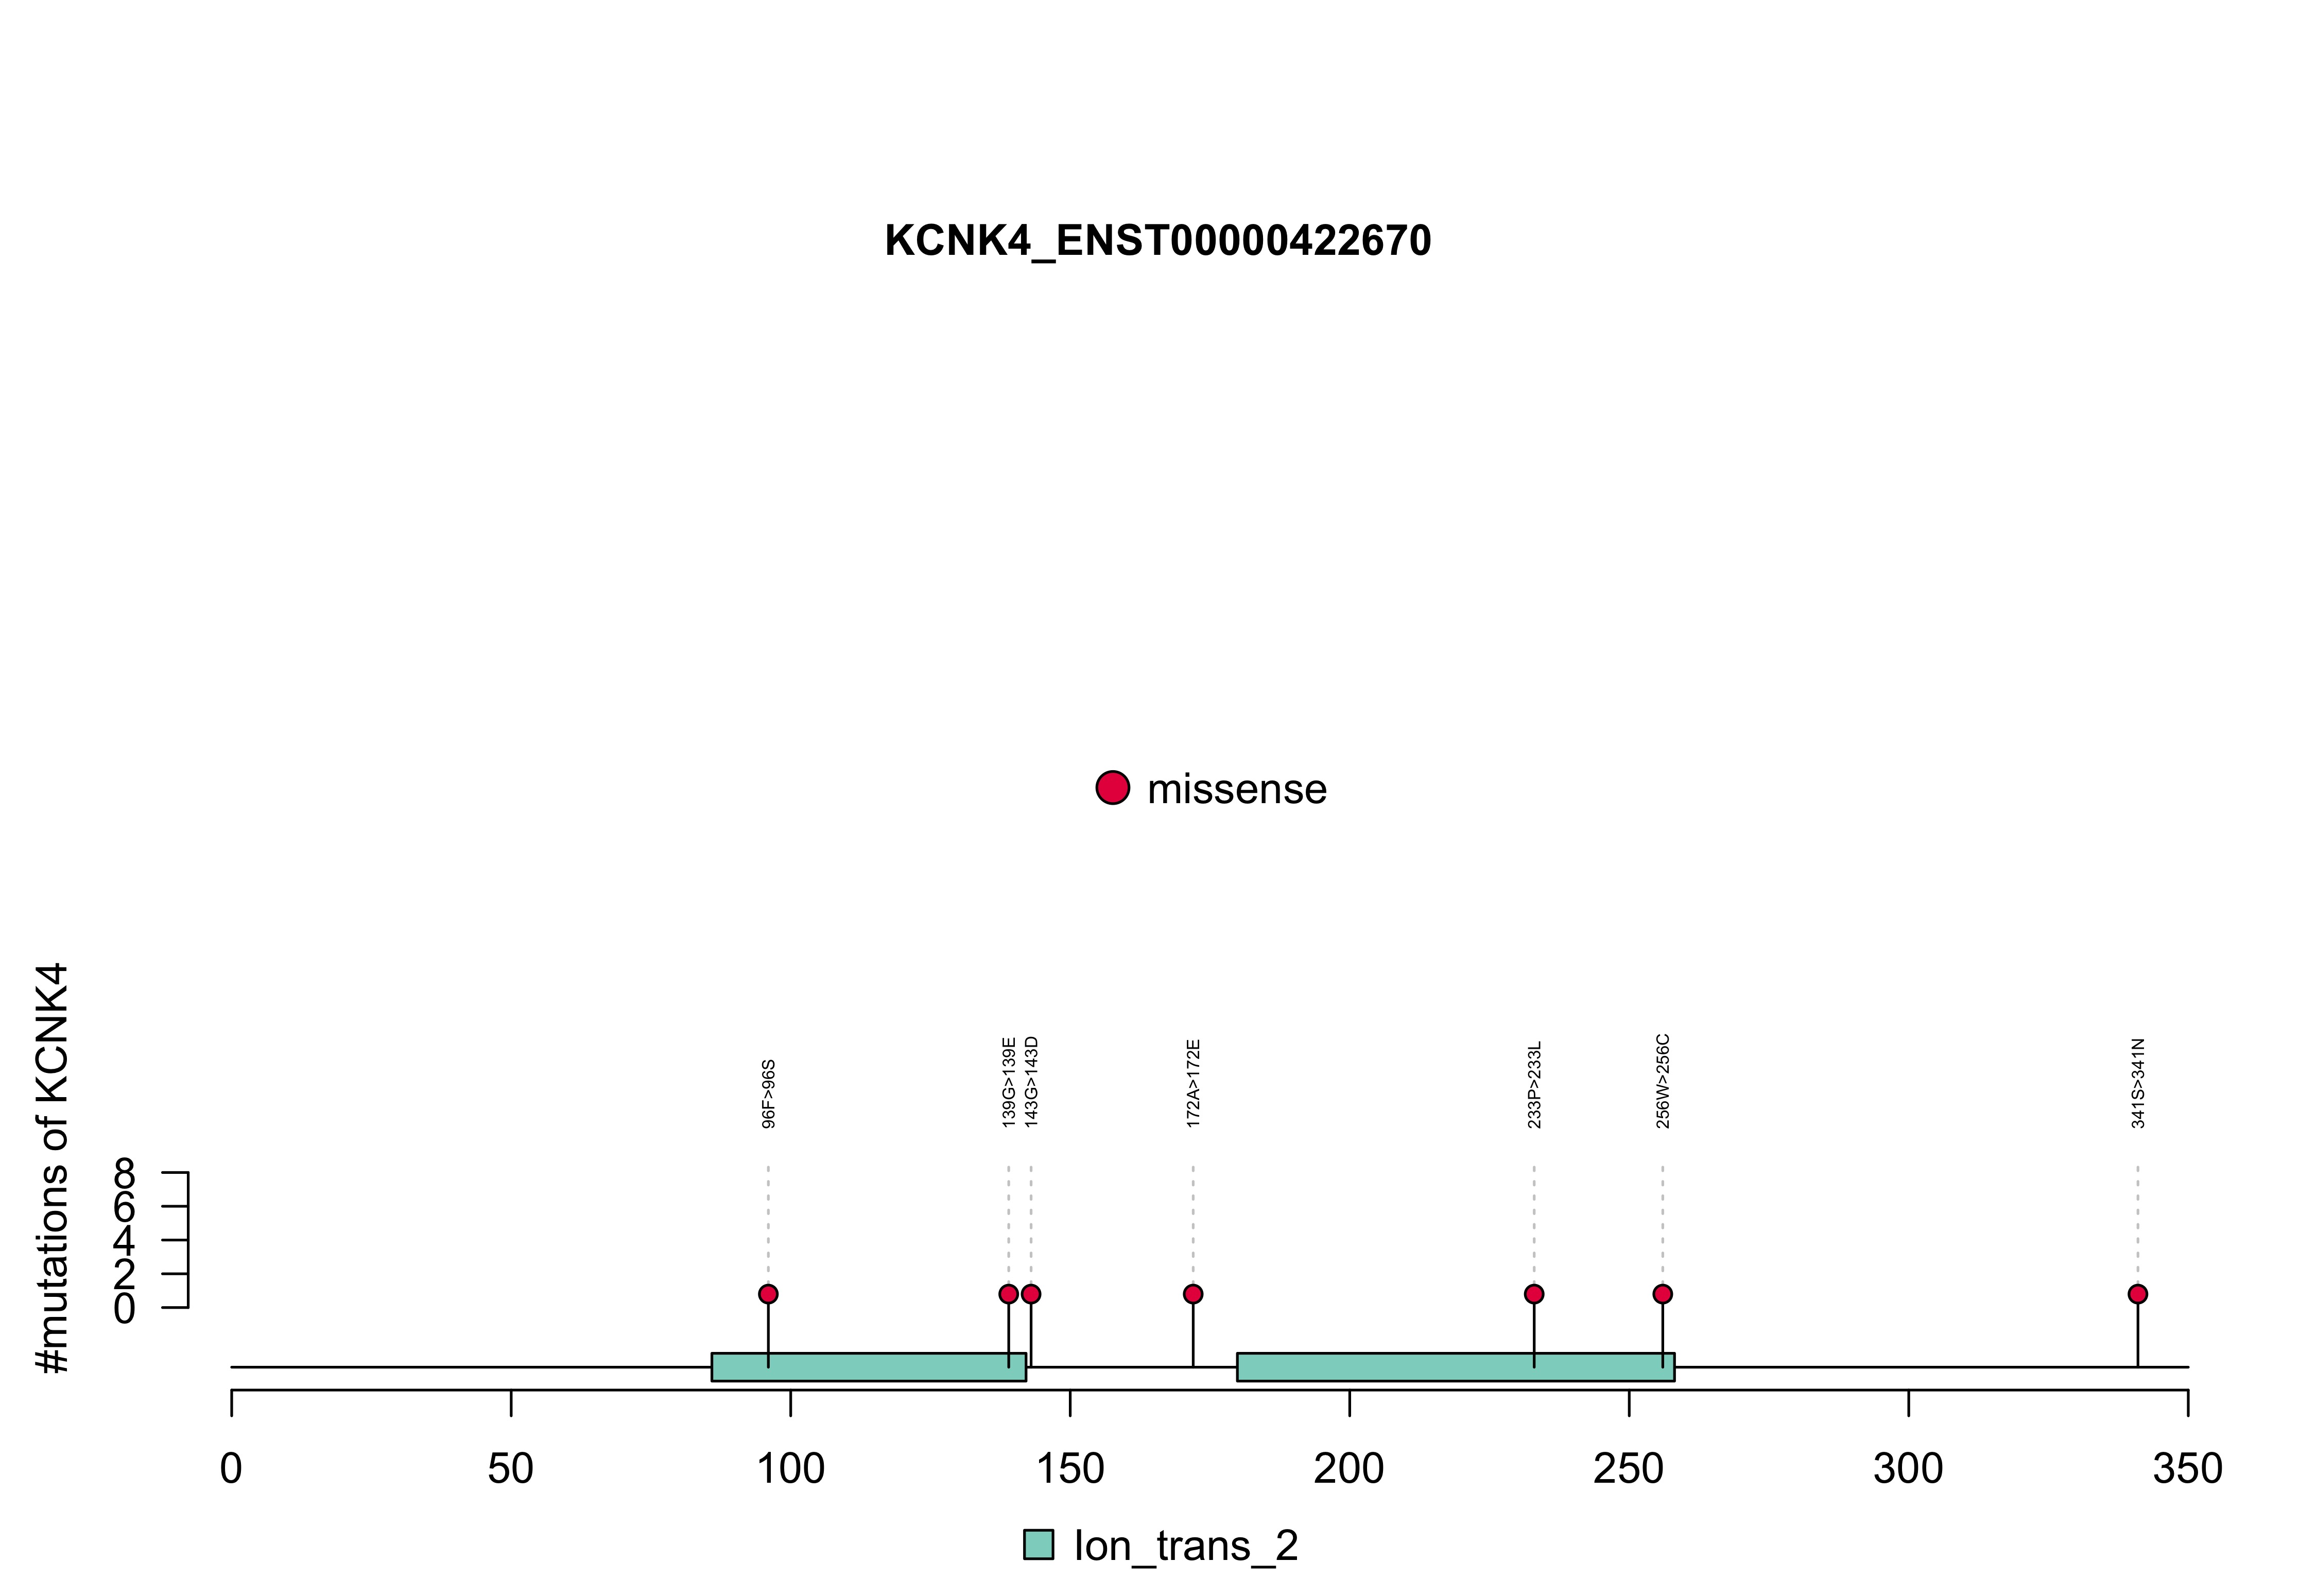 KCNK4_ENST00000422670
missense
#mutations of KCNK4
96F>96S
139G>139E
143G>143D
172A>172E
233P>233L
256W>256C
341S>341N
8
6
4
2
0
0 50 100 150 200 250 300 350
Ion_trans_2